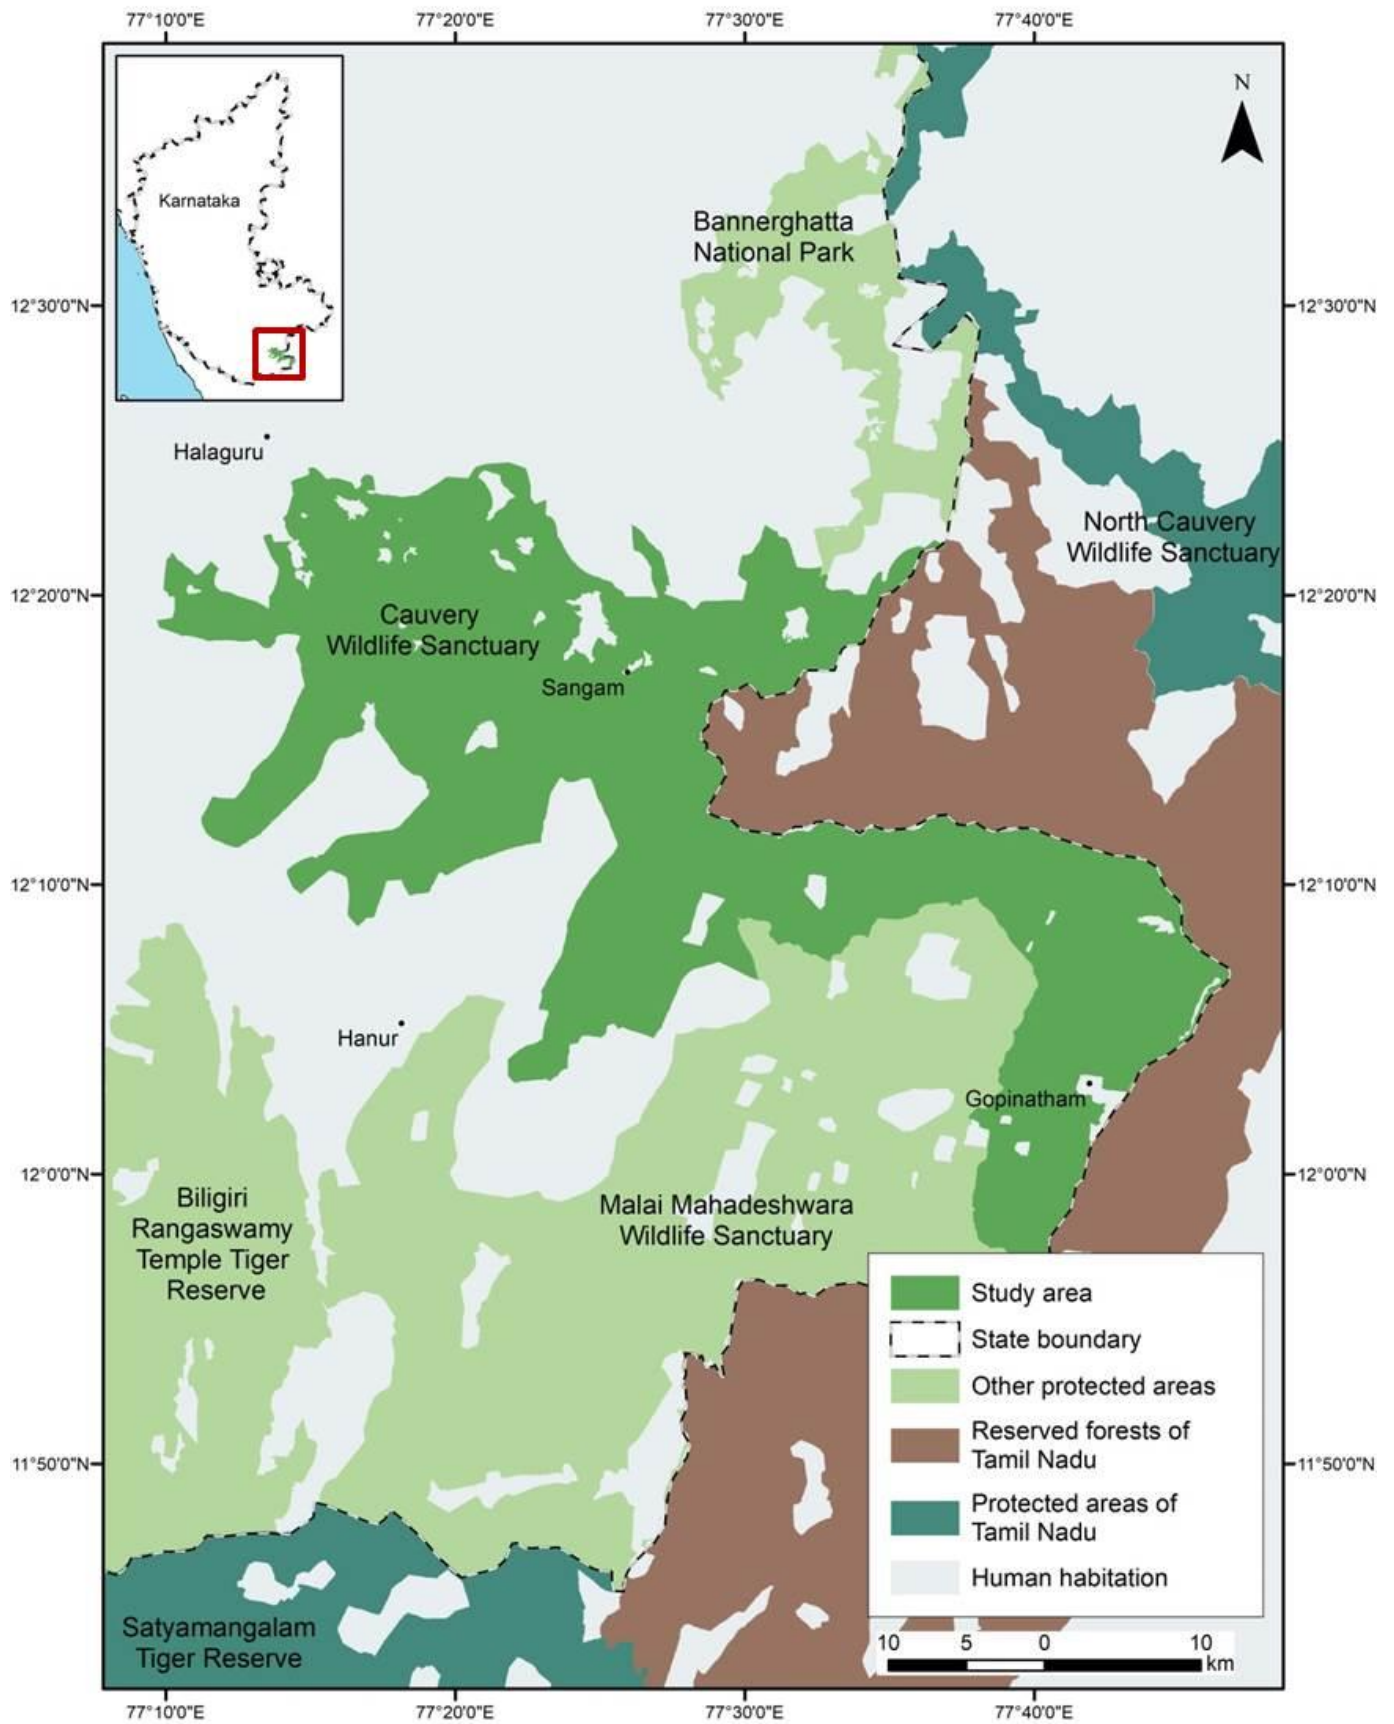 77°10'0"E
77°20'0"E
77°30'0"E
77°40'0"E
N
Karnataka
Bannerghatta
National Park
12°30'0"N
12°30'0"N
Halaguru
North Cauvery
Wildlife Sanctuary
12°20'0"N
12°20'0"N
Cauvery
Wildlife Sanctuary
Sangam
12°10'0"N
12°10'0"N
Hanur
Gopinatham
12°0'0"N
12°0'0"N
Biligiri
Rangaswamy
Temple Tiger
Reserve
Malai Mahadeshwara
Wildlife Sanctuary
Study area
State boundary
Other protected areas
Reserved forests of
Tamil Nadu
11°50'0"N
11°50'0"N
Protected areas of
Tamil Nadu
Human habitation
Satyamangalam
Tiger Reserve
10 5 0 10
km
77°10'0"E
77°20'0"E
77°30'0"E
77°40'0"E